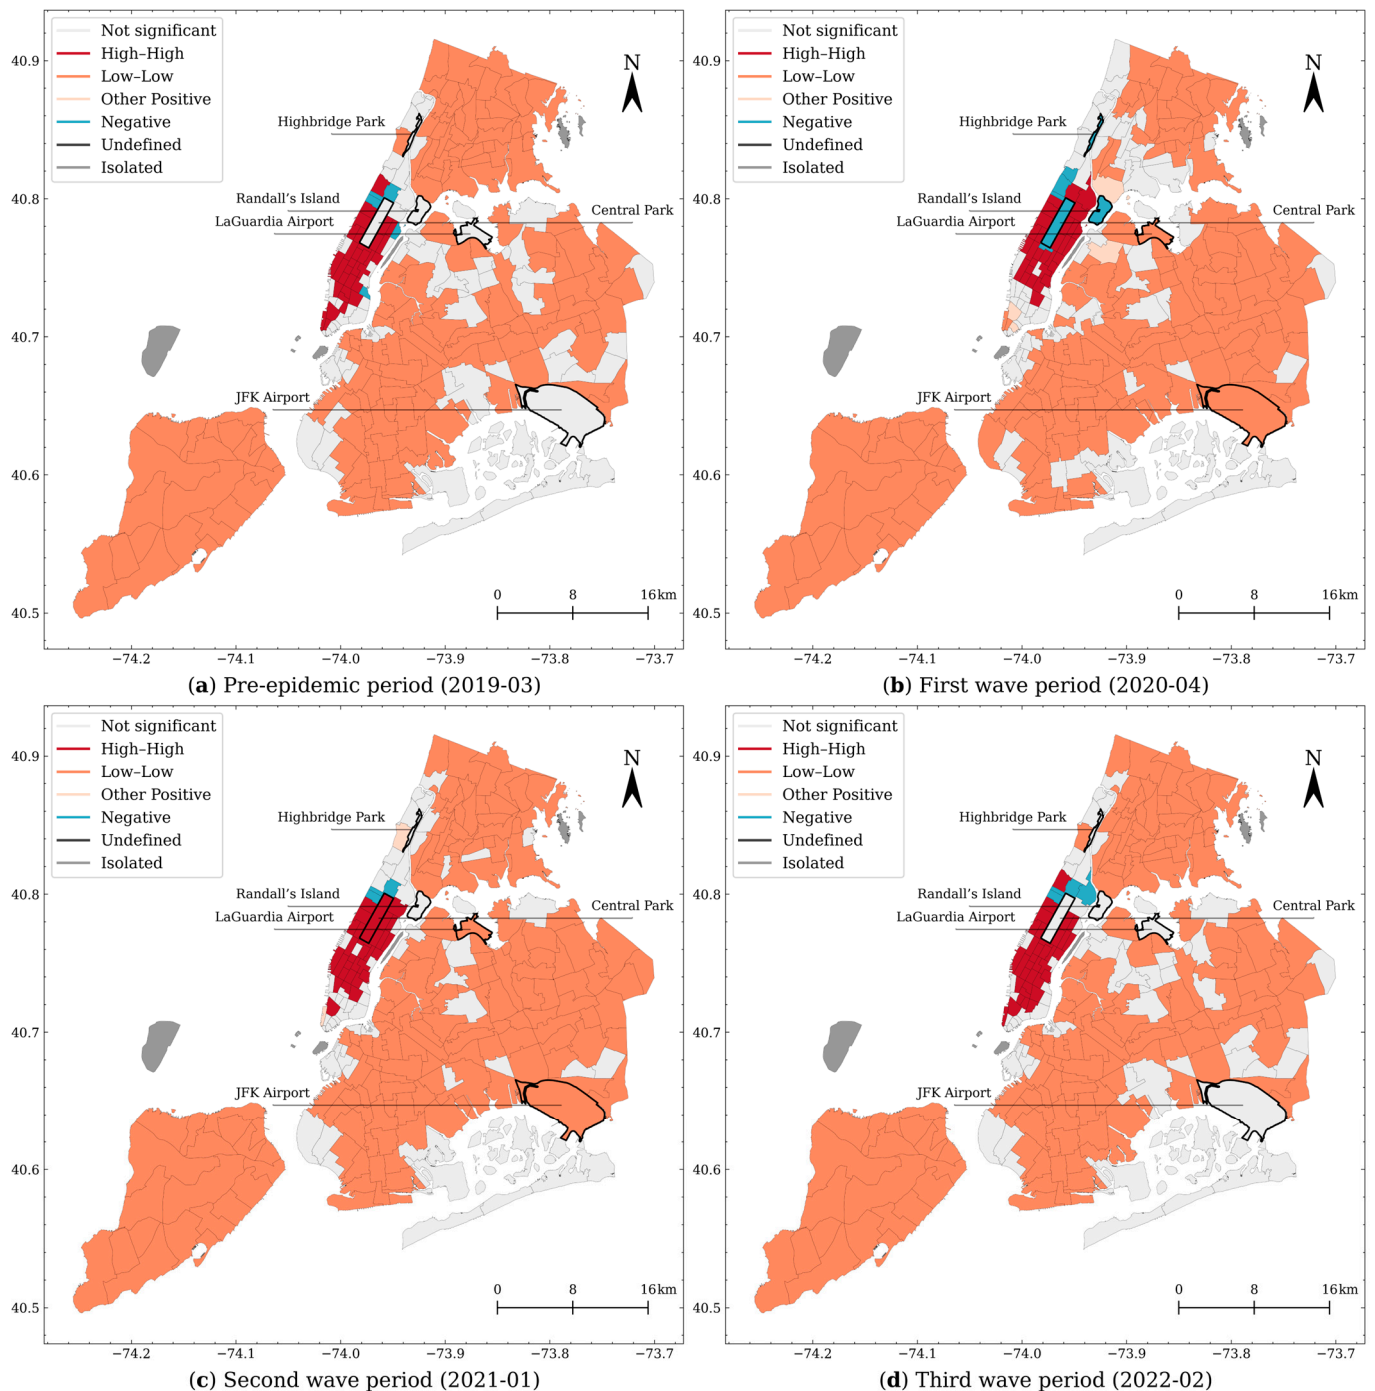 Not significant
High–High
Low–Low
Other Positive
Negative
Undefined
Isolated
N
Highbridge Park
Randall's Island
Central Park
LaGuardia Airport
JFK Airport
0 8 16km
40.9
40.8
40.7
40.6
40.5
−74.2 −74.1 −74.0 −73.9 −73.8 −73.7
(a) Pre-epidemic period (2019-03)
Not significant
High–High
Low–Low
Other Positive
Negative
Undefined
Isolated
N
Highbridge Park
Randall's Island
Central Park
LaGuardia Airport
JFK Airport
0 8 16km
40.9
40.8
40.7
40.6
40.5
−74.2 −74.1 −74.0 −73.9 −73.8 −73.7
(b) First wave period (2020-04)
Not significant
High–High
Low–Low
Other Positive
Negative
Undefined
Isolated
N
Highbridge Park
Randall's Island
Central Park
LaGuardia Airport
JFK Airport
0 8 16km
40.9
40.8
40.7
40.6
40.5
−74.2 −74.1 −74.0 −73.9 −73.8 −73.7
(c) Second wave period (2021-01)
Not significant
High–High
Low–Low
Other Positive
Negative
Undefined
Isolated
N
Highbridge Park
Randall's Island
Central Park
LaGuardia Airport
JFK Airport
0 8 16km
40.9
40.8
40.7
40.6
40.5
−74.2 −74.1 −74.0 −73.9 −73.8 −73.7
(d) Third wave period (2022-02)